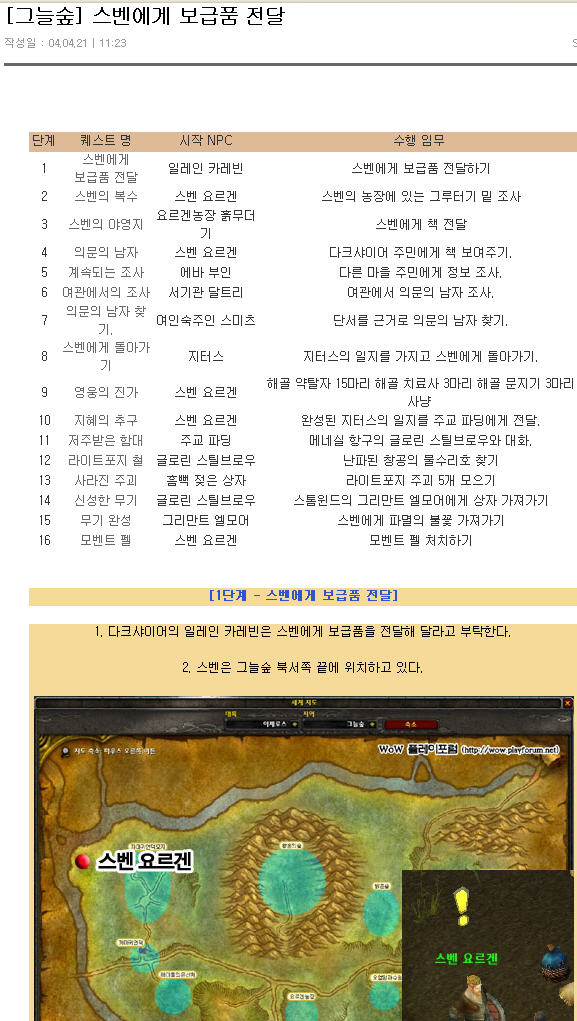 [그늘숲] 스벤에게 보급품 전달
작성일 : 04.04.21 | 11:23
단계 퀘스트 명 시작 NPC 수행 임무
1 스벤에게 보급품 전달 일레인 카레빈 스벤에게 보급품 전달하기
2 스벤의 복수 스벤 요르겐 스벤의 농장에 있는 그루터기 밑 조사
3 스벤의 야영지 요르겐농장 흙무더기 스벤에게 책 전달
4 의문의 남자 스벤 요르겐 다크샤이어 주민에게 책 보여주기.
5 계속되는 조사 에바 부인 다른 마을 주민에게 정보 조사.
6 여관에서의 조사 서기관 달트리 여관에서 의문의 남자 조사.
7 의문의 남자 찾기. 여인숙주인 스미츠 단서를 근거로 의문의 남자 찾기.
8 스벤에게 돌아가기 지터스 지터스의 일지를 가지고 스벤에게 돌아가기.
9 영웅의 진가 스벤 요르겐 해골 약탈자 15마리 해골 치료사 3마리 해골 문지기 3마리 사냥
10 지혜의 추구 스벤 요르겐 완성된 지터스의 일지를 주교 파딩에게 전달.
11 저주받은 함대 주교 파딩 메네실 항구의 글로린 스틸브로우와 대화.
12 라이트포지 철 글로린 스틸브로우 난파된 창공의 물수리호 찾기
13 사라진 주괴 흠뻑 젖은 상자 라이트포지 주괴 5개 모으기
14 신성한 무기 글로린 스틸브로우 스톰윈드의 그리만트 엘모어에게 상자 가져가기
15 무기 완성 그리만트 엘모어 스벤에게 파멸의 불꽃 가져가기
16 모벤트 펠 스벤 요르겐 모벤트 펠 처치하기
[1단계 - 스벤에게 보급품 전달]
1. 다크샤이어의 일레인 카레빈은 스벤에게 보급품을 전달해 달라고 부탁한다.
2. 스벤은 그늘숲 북서쪽 끝에 위치하고 있다.
세계 지도
대륙 지역
아제로스 그늘숲 축소
지도 축소: 마우스 오른쪽 버튼
WoW 플레이포럼 (http://wow.playforum.net)
스벤 요르겐
스벤 요르겐